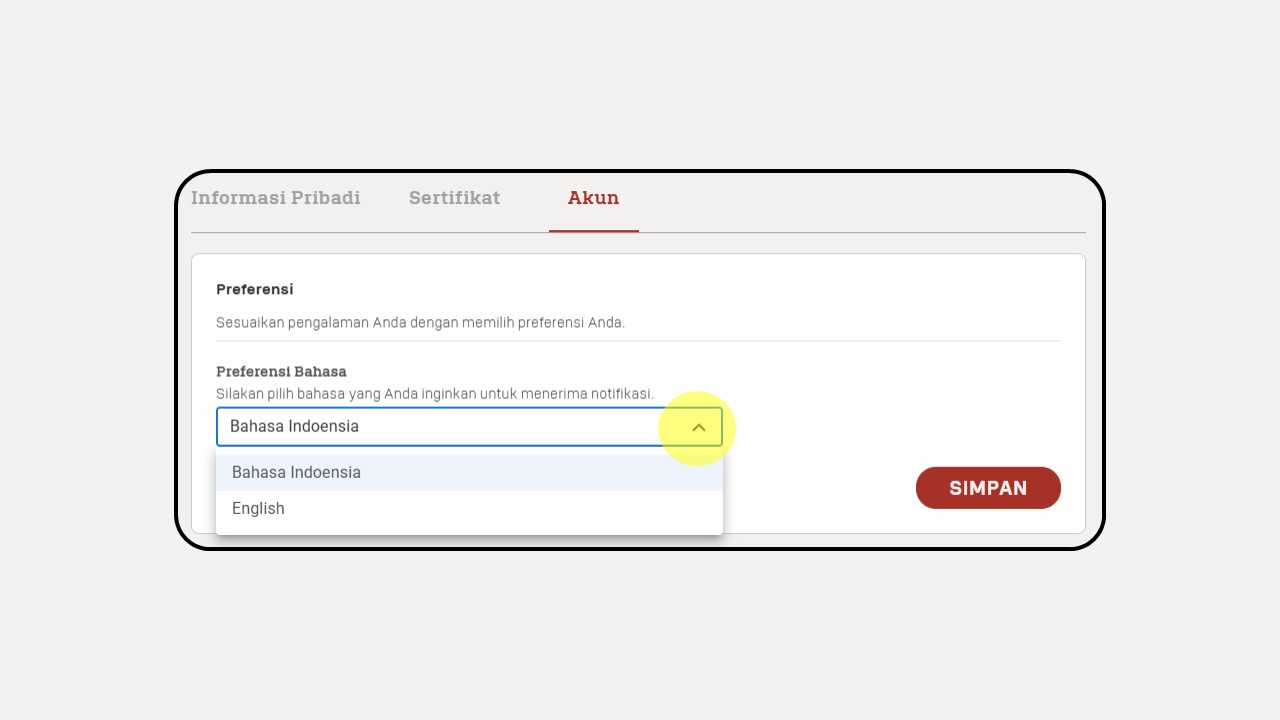 Informasi Pribadi Sertifikat Akun
Preferensi
Sesuaikan pengalaman Anda dengan memilih preferensi Anda.
Preferensi Bahasa
Silakan pilih bahasa yang Anda inginkan untuk menerima notifikasi.
Bahasa Indoensia
Bahasa Indoensia
English
SIMPAN